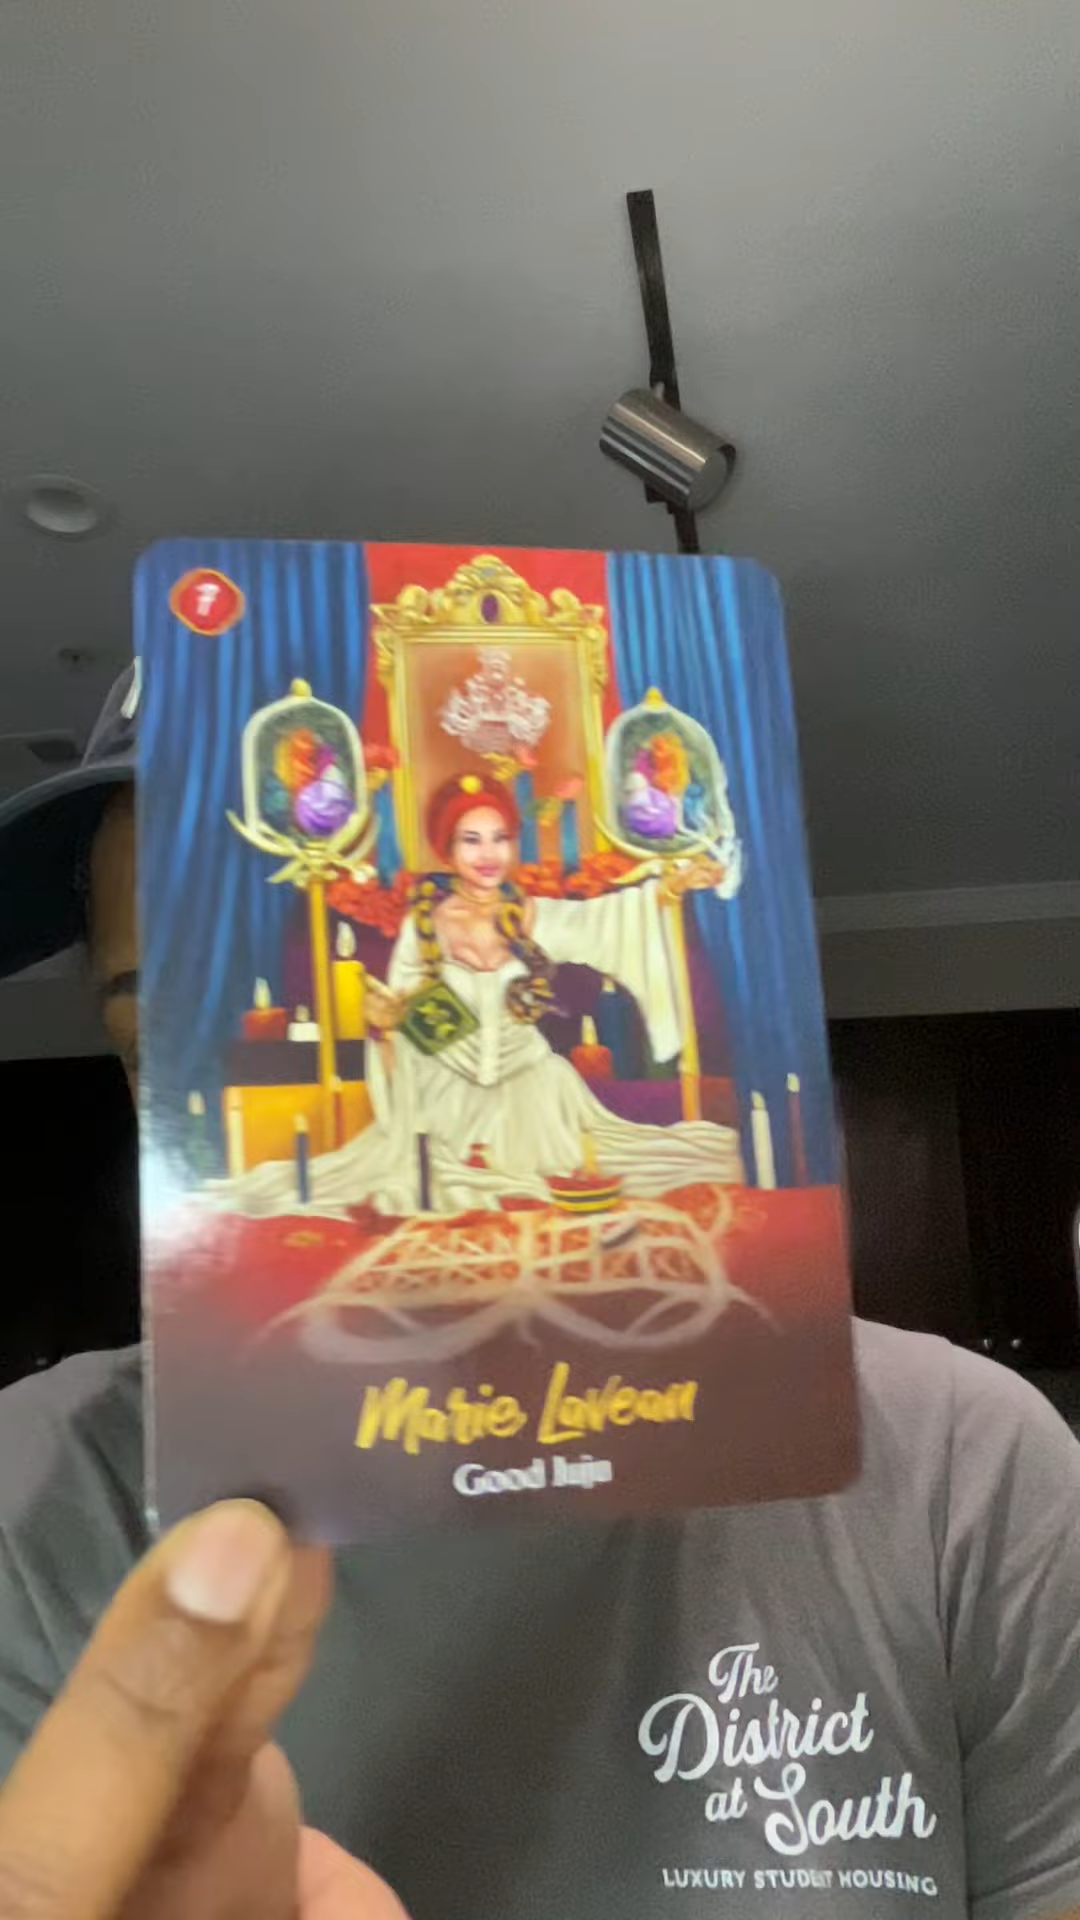 7
Marie Laveau
Good Juju
The
District
at South
LUXURY STUDENT HOUSING